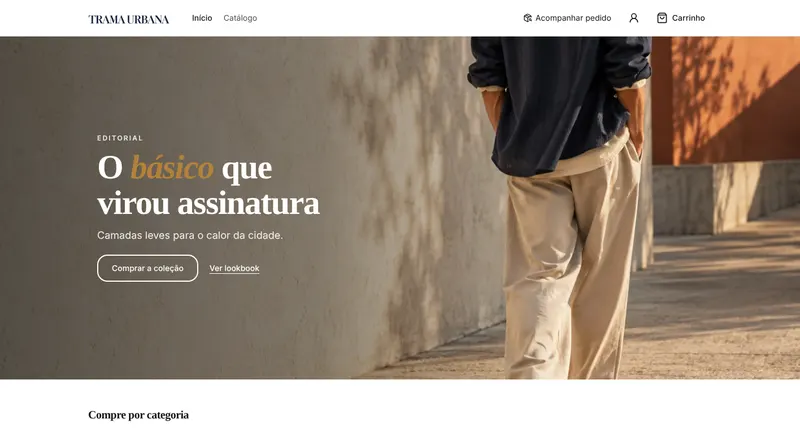 TRAMA URBANA
Início
Catálogo
Acompanhar pedido
Carrinho
EDITORIAL
O básico que
virou assinatura
Camadas leves para o calor da cidade.
Comprar a coleção
Ver lookbook
Compre por categoria